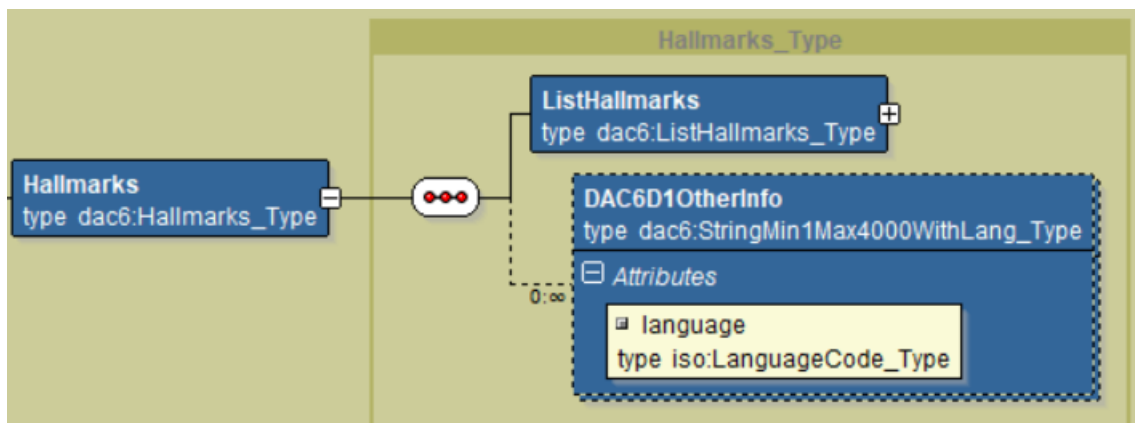 Hallmarks_Type
ListHallmarks
type dac6:ListHallmarks_Type
Hallmarks
type dac6:Hallmarks_Type
DAC6D1OtherInfo
type dac6:StringMin1Max4000WithLang_Type
Attributes
0:∞
language
type iso:LanguageCode_Type